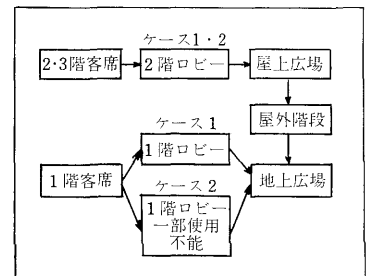 ケース1・2
2・3階客席
2階ロビー
屋上広場
屋外階段
ケース1
1階ロビー
1階客席
地上広場
ケース2
1階ロビー
一部使用
不能